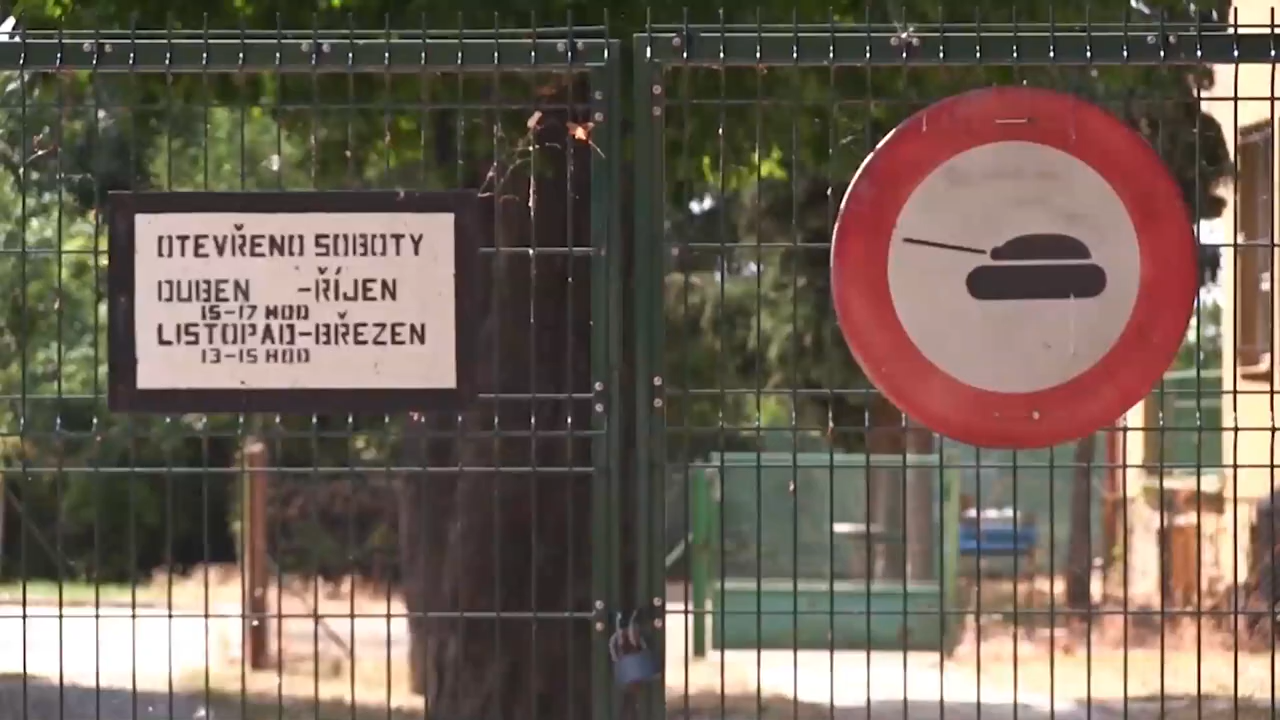 OTEVŘENO SOBOTY
DUBEN -ŘÍJEN
15-17 HOD
LISTOPAD-BŘEZEN
13-15 HOD